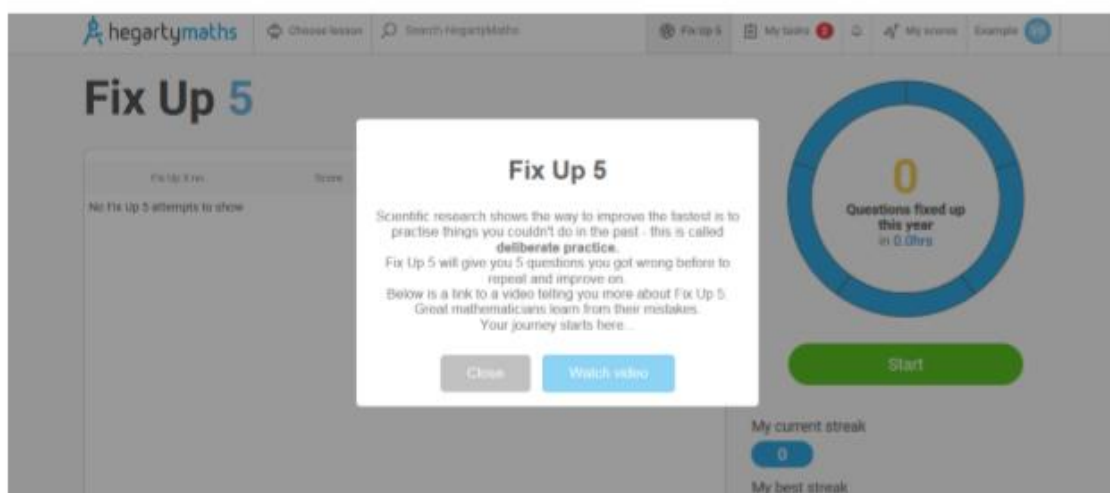 hegartymaths Choose lesson Search HegartyMaths Fix Up 5 My tasks 2 My scores Example
Fix Up 5
Fix Up 5 no. Score
No Fix Up 5 attempts to show
Fix Up 5
Scientific research shows the way to improve the fastest is to
practise things you couldn't do in the past - this is called
deliberate practice.
Fix Up 5 will give you 5 questions you got wrong before to
repeat and improve on.
Below is a link to a video telling you more about Fix Up 5.
Great mathematicians learn from their mistakes.
Your journey starts here...
Close Watch video
0
Questions fixed up
this year
in 0.0hrs
Start
My current streak
0
My best streak